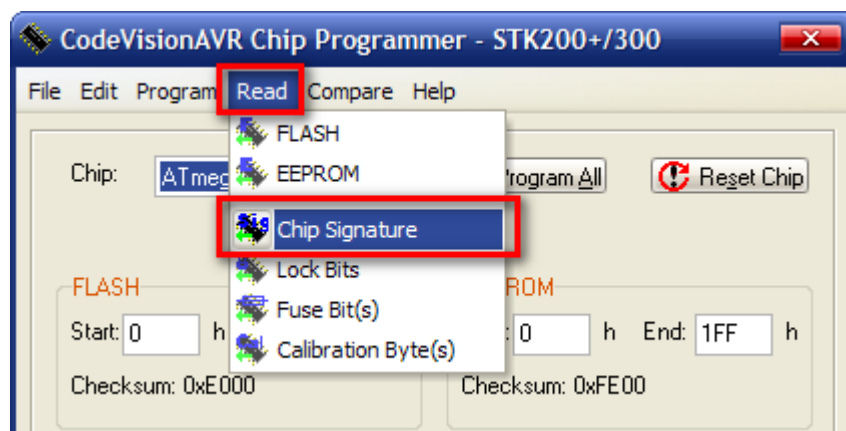 CodeVisionAVR Chip Programmer - STK200+/300
File Edit Program Read Compare Help
FLASH
EEPROM
Chip Signature
Lock Bits
Fuse Bit(s)
Calibration Byte(s)
Chip:
All
Reset Chip
FLASH
Start: 0 h
0 h End: 1FF h
Checksum: 0xE000
Checksum: 0xFE00